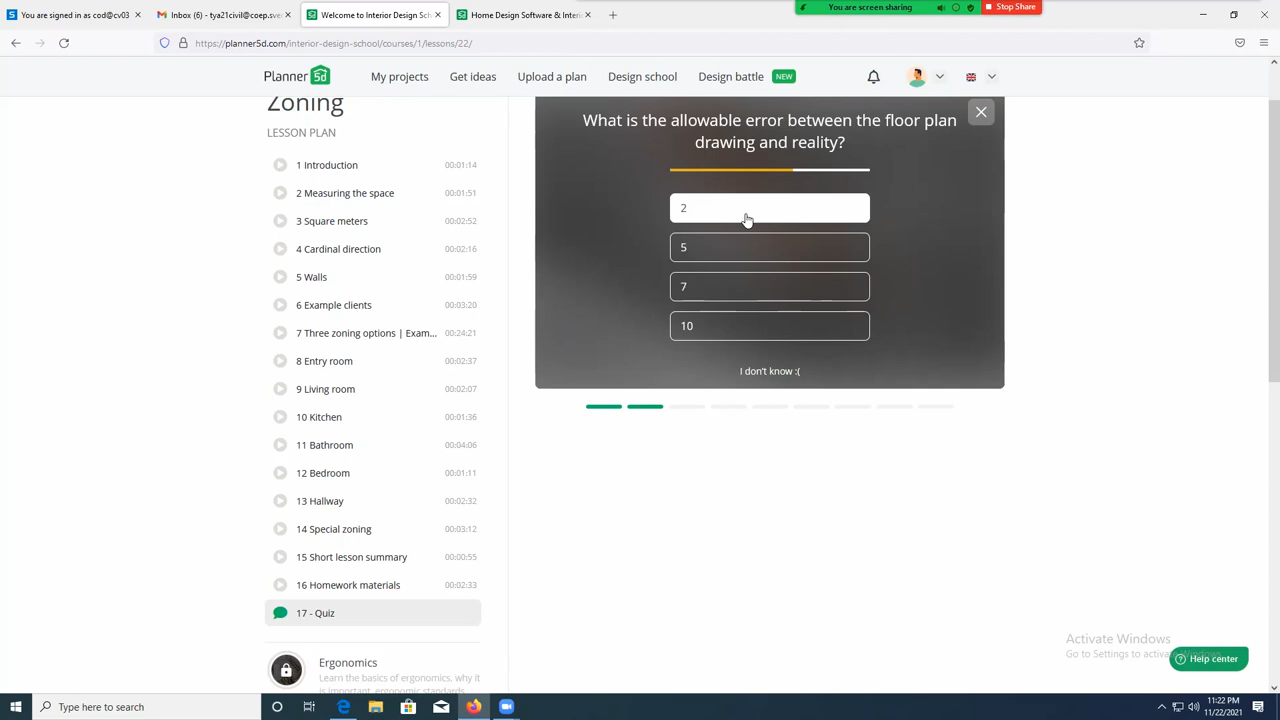 You are signed in as cod@cv0
Inbox (i) - tya21civil@coep.sve
Welcome to Interior Design Sch
Home Design Software & Inter
You are screen sharing
Stop Share
https://planner5d.com/interior-design-school/courses/1/lessons/22/
Planner 5d
My projects
Get ideas
Upload a plan
Design school
Design battle
NEW
Zoning
LESSON PLAN
1 Introduction 00:01:14
2 Measuring the space 00:01:51
3 Square meters 00:02:52
4 Cardinal direction 00:02:16
5 Walls 00:01:59
6 Example clients 00:03:20
7 Three zoning options | Exam... 00:24:21
8 Entry room 00:02:37
9 Living room 00:02:07
10 Kitchen 00:01:36
11 Bathroom 00:04:06
12 Bedroom 00:01:11
13 Hallway 00:02:32
14 Special zoning 00:03:12
15 Short lesson summary 00:00:55
16 Homework materials 00:02:33
17 - Quiz
Ergonomics
Learn the basics of ergonomics, why it
is important, ergonomic standards
What is the allowable error between the floor plan
drawing and reality?
2
5
7
10
I don't know :(
Activate Windows
Go to Settings to activate Windows.
Help center
Type here to search
11:22 PM
11/22/2021